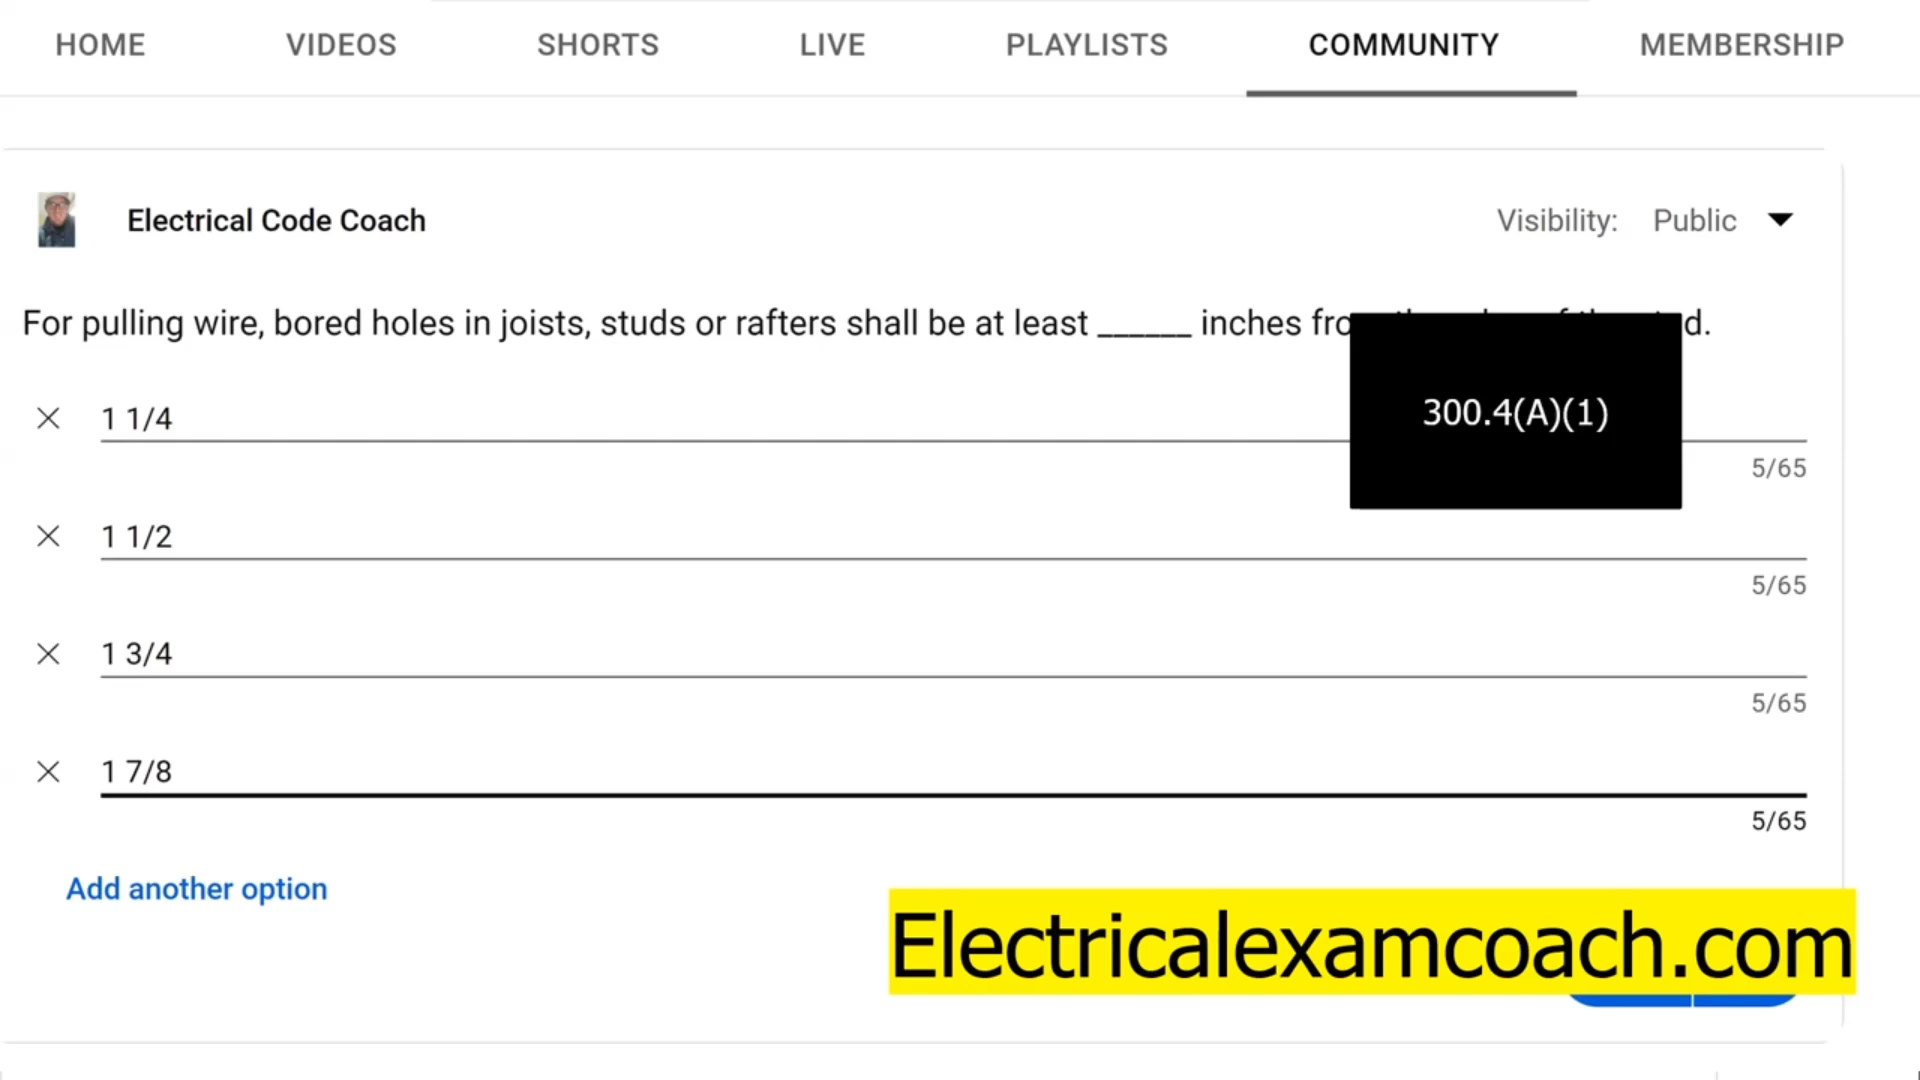 HOME VIDEOS SHORTS LIVE PLAYLISTS COMMUNITY MEMBERSHIP
Electrical Code Coach Visibility: Public
For pulling wire, bored holes in joists, studs or rafters shall be at least ______ inches d.
300.4(A)(1)
1 1/4
5/65
1 1/2
5/65
1 3/4
5/65
1 7/8
5/65
Add another option
Electricalexamcoach.com